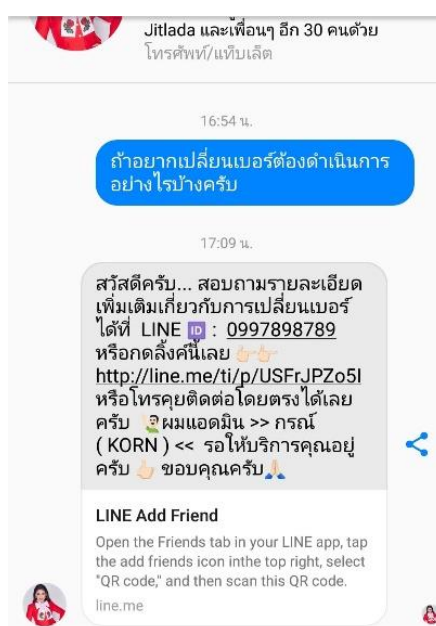 Jitlada และเพื่อนๆ อีก 30 คนด้วย
โทรศัพท์/แท็บเล็ต
16:54 น.
ถ้าอยากเปลี่ยนเบอร์ต้องดำเนินการ
อย่างไรบ้างครับ
17:09 น.
สวัสดีครับ... สอบถามรายละเอียด
เพิ่มเติมเกี่ยวกับการเปลี่ยนเบอร์
ได้ที่ LINE 🆔 : 0997898789
หรือกดลิ้งค์นี้เลย 👉🏻👉🏻
http://line.me/ti/p/USFrJPZo5I
หรือโทรคุยติดต่อโดยตรงได้เลย
ครับ 🙋🏻‍♂️ผมแอดมิน >> กรณ์
( KORN ) << รอให้บริการคุณอยู่
ครับ 👍🏻 ขอบคุณครับ🙏🏻
LINE Add Friend
Open the Friends tab in your LINE app, tap
the add friends icon inthe top right, select
"QR code," and then scan this QR code.
line.me